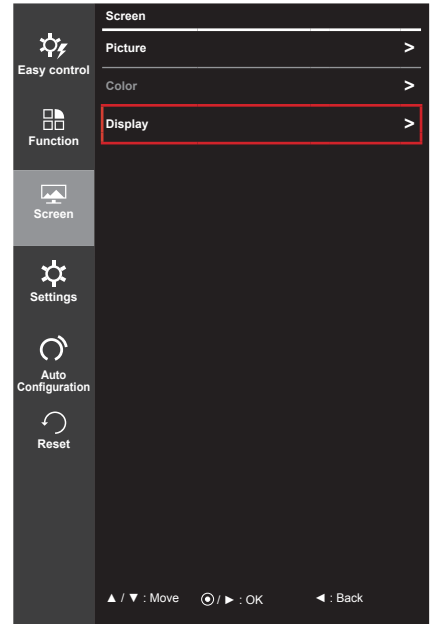 Screen
Easy control
Function
Screen
Settings
Auto
Configuration
Reset
Picture >
Color >
Display >
▲ / ▼ : Move ⦿ / ► : OK ◄ : Back